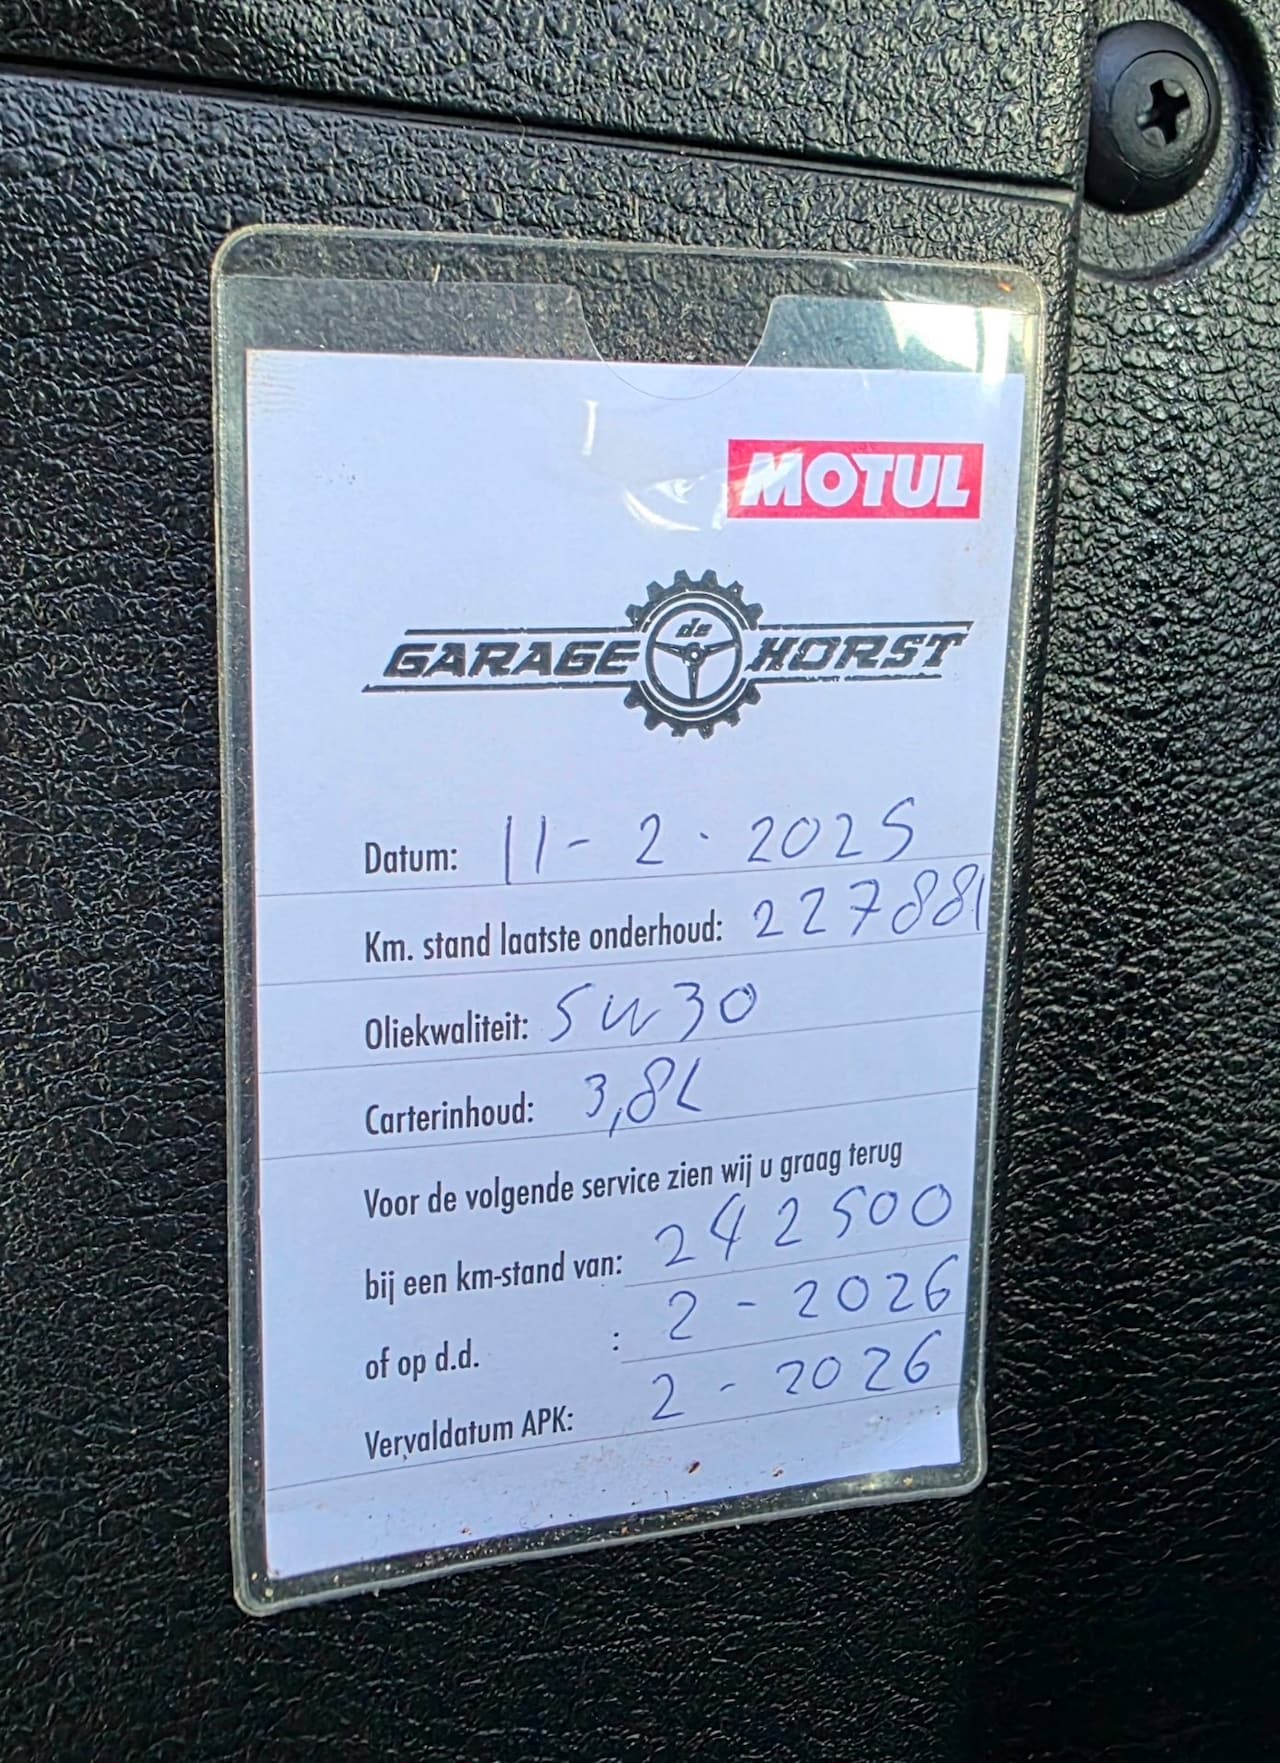 MOTUL
GARAGE de HORST
Datum: 11-2-2025
Km. stand laatste onderhoud: 227881
Oliekwaliteit: 5W30
Carterinhoud: 3,8L
Voor de volgende service zien wij u graag terug
bij een km-stand van: 242500
of op d.d. : 2-2026
Vervaldatum APK: 2-2026